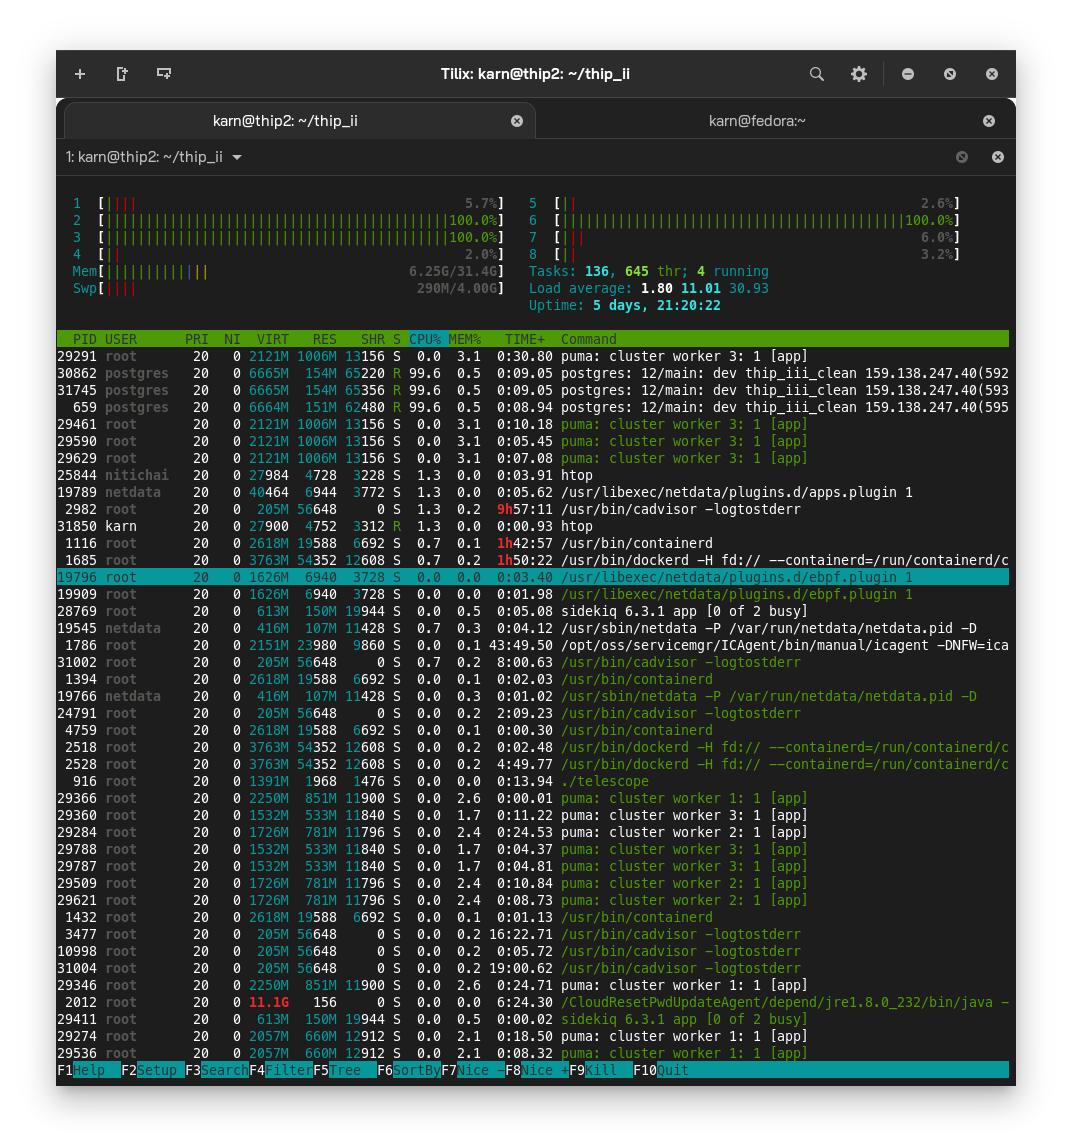 Tilix: karn@thip2: ~/thip_ii
karn@thip2: ~/thip_ii
karn@fedora:~
1: karn@thip2: ~/thip_ii
1 [|||| 5.7%] 5 [|| 2.6%]
2 [|||||||||||||||||||||||||||||||||||||||||||100.0%] 6 [|||||||||||||||||||||||||||||||||||||||||||100.0%]
3 [|||||||||||||||||||||||||||||||||||||||||||100.0%] 7 [||| 6.0%]
4 [|| 2.0%] 8 [|| 3.2%]
Mem[||||||||||||| 6.25G/31.4G] Tasks: 136, 645 thr; 4 running
Swp[|||| 290M/4.00G] Load average: 1.80 11.01 30.93
Uptime: 5 days, 21:20:22
PID USER PRI NI VIRT RES SHR S CPU% MEM% TIME+ Command
29291 root 20 0 2121M 1006M 13156 S 0.0 3.1 0:30.80 puma: cluster worker 3: 1 [app]
30862 postgres 20 0 6665M 154M 65220 R 99.6 0.5 0:09.05 postgres: 12/main: dev thip_iii_clean 159.138.247.40(592
31745 postgres 20 0 6665M 154M 65356 R 99.6 0.5 0:09.05 postgres: 12/main: dev thip_iii_clean 159.138.247.40(593
659 postgres 20 0 6664M 151M 62480 R 99.6 0.5 0:08.94 postgres: 12/main: dev thip_iii_clean 159.138.247.40(595
29461 root 20 0 2121M 1006M 13156 S 0.0 3.1 0:10.18 puma: cluster worker 3: 1 [app]
29590 root 20 0 2121M 1006M 13156 S 0.0 3.1 0:05.45 puma: cluster worker 3: 1 [app]
29629 root 20 0 2121M 1006M 13156 S 0.0 3.1 0:07.08 puma: cluster worker 3: 1 [app]
25844 nitichai 20 0 27984 4728 3228 S 1.3 0.0 0:03.91 htop
19789 netdata 20 0 40464 6944 3772 S 1.3 0.0 0:05.62 /usr/libexec/netdata/plugins.d/apps.plugin 1
2982 root 20 0 205M 56648 0 S 1.3 0.2 9h57:11 /usr/bin/cadvisor -logtostderr
31850 karn 20 0 27900 4752 3312 R 1.3 0.0 0:00.93 htop
1116 root 20 0 2618M 19588 6692 S 0.7 0.1 1h42:57 /usr/bin/containerd
1685 root 20 0 3763M 54352 12608 S 0.7 0.2 1h50:22 /usr/bin/dockerd -H fd:// --containerd=/run/containerd/c
19796 root 20 0 1626M 6940 3728 S 0.0 0.0 0:03.40 /usr/libexec/netdata/plugins.d/ebpf.plugin 1
19909 root 20 0 1626M 6940 3728 S 0.0 0.0 0:01.98 /usr/libexec/netdata/plugins.d/ebpf.plugin 1
28769 root 20 0 613M 150M 19944 S 0.0 0.5 0:05.08 sidekiq 6.3.1 app [0 of 2 busy]
19545 netdata 20 0 416M 107M 11428 S 0.7 0.3 0:04.12 /usr/sbin/netdata -P /var/run/netdata/netdata.pid -D
1786 root 20 0 2151M 23980 9860 S 0.0 0.1 43:49.50 /opt/oss/servicemgr/ICAgent/bin/manual/icagent -DNFW=ica
31002 root 20 0 205M 56648 0 S 0.7 0.2 8:00.63 /usr/bin/cadvisor -logtostderr
1394 root 20 0 2618M 19588 6692 S 0.0 0.1 0:02.03 /usr/bin/containerd
19766 netdata 20 0 416M 107M 11428 S 0.0 0.3 0:01.02 /usr/sbin/netdata -P /var/run/netdata/netdata.pid -D
24791 root 20 0 205M 56648 0 S 0.0 0.2 2:09.23 /usr/bin/cadvisor -logtostderr
4759 root 20 0 2618M 19588 6692 S 0.0 0.1 0:00.30 /usr/bin/containerd
2518 root 20 0 3763M 54352 12608 S 0.0 0.2 0:02.48 /usr/bin/dockerd -H fd:// --containerd=/run/containerd/c
2528 root 20 0 3763M 54352 12608 S 0.0 0.2 4:49.77 /usr/bin/dockerd -H fd:// --containerd=/run/containerd/c
916 root 20 0 1391M 1968 1476 S 0.0 0.0 0:13.94 ./telescope
29366 root 20 0 2250M 851M 11900 S 0.0 2.6 0:00.01 puma: cluster worker 1: 1 [app]
29360 root 20 0 1532M 533M 11840 S 0.0 1.7 0:11.22 puma: cluster worker 3: 1 [app]
29284 root 20 0 1726M 781M 11796 S 0.0 2.4 0:24.53 puma: cluster worker 2: 1 [app]
29788 root 20 0 1532M 533M 11840 S 0.0 1.7 0:04.37 puma: cluster worker 3: 1 [app]
29787 root 20 0 1532M 533M 11840 S 0.0 1.7 0:04.81 puma: cluster worker 3: 1 [app]
29509 root 20 0 1726M 781M 11796 S 0.0 2.4 0:10.84 puma: cluster worker 2: 1 [app]
29621 root 20 0 1726M 781M 11796 S 0.0 2.4 0:08.73 puma: cluster worker 2: 1 [app]
1432 root 20 0 2618M 19588 6692 S 0.0 0.1 0:01.13 /usr/bin/containerd
3477 root 20 0 205M 56648 0 S 0.0 0.2 16:22.71 /usr/bin/cadvisor -logtostderr
10998 root 20 0 205M 56648 0 S 0.0 0.2 0:05.72 /usr/bin/cadvisor -logtostderr
31004 root 20 0 205M 56648 0 S 0.0 0.2 19:00.62 /usr/bin/cadvisor -logtostderr
29346 root 20 0 2250M 851M 11900 S 0.0 2.6 0:24.71 puma: cluster worker 1: 1 [app]
2012 root 20 0 11.1G 156 0 S 0.0 0.0 6:24.30 /CloudResetPwdUpdateAgent/depend/jre1.8.0_232/bin/java -
29411 root 20 0 613M 150M 19944 S 0.0 0.5 0:00.02 sidekiq 6.3.1 app [0 of 2 busy]
29274 root 20 0 2057M 660M 12912 S 0.0 2.1 0:18.50 puma: cluster worker 1: 1 [app]
29536 root 20 0 2057M 660M 12912 S 0.0 2.1 0:08.32 puma: cluster worker 1: 1 [app]
F1Help F2Setup F3SearchF4FilterF5Tree F6SortByF7Nice -F8Nice +F9Kill F10Quit